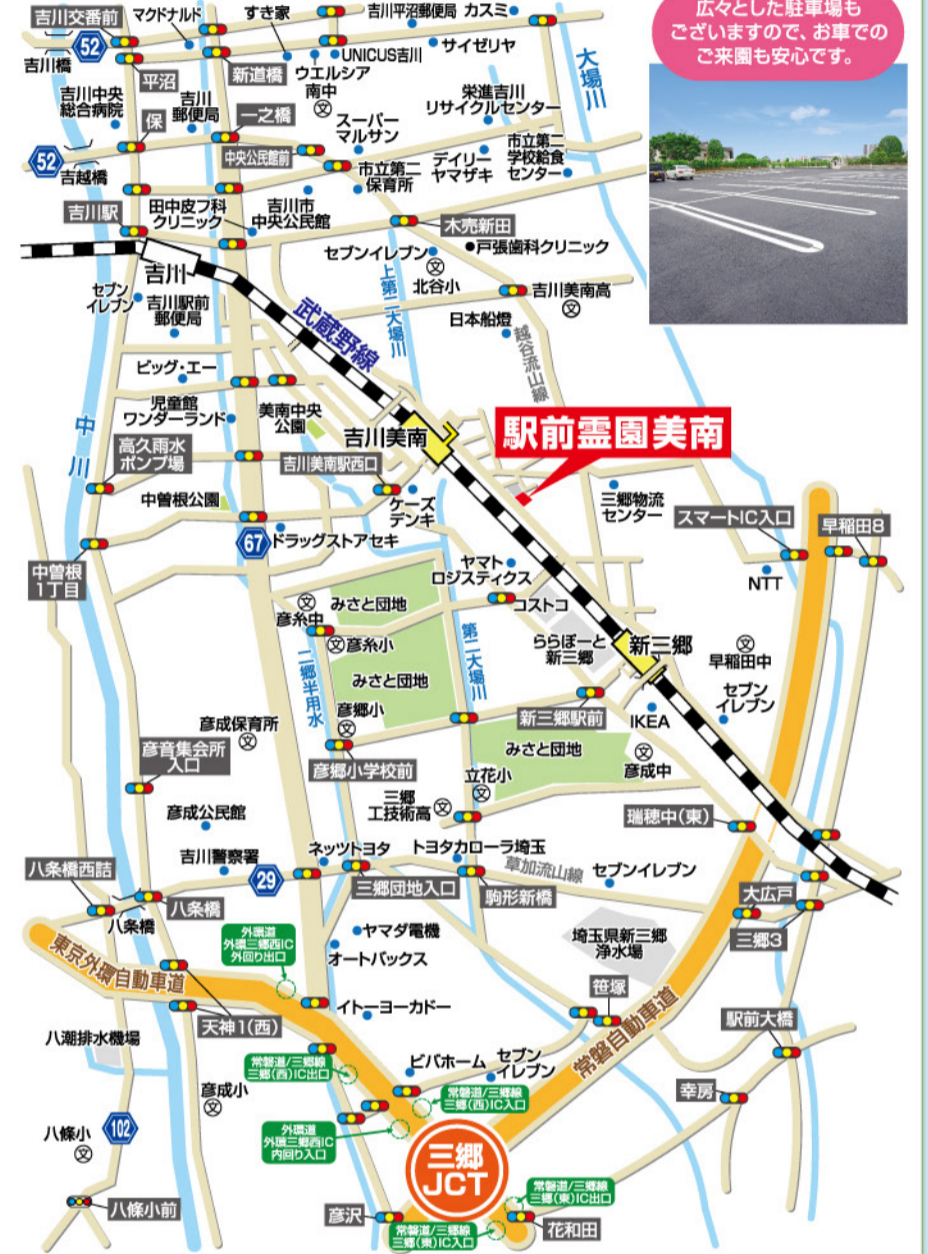 広々とした駐車場も
ございますので、お車での
ご来園も安心です。
吉川交番前
マクドナルド
すき家
吉川平沼郵便局
カスミ
52
吉川橋
平沼
新道橋
ウエルシア
UNICUS吉川
サイゼリヤ
大場川
吉川中央
総合病院
吉川
郵便局
南中
文
栄進吉川
リサイクルセンター
保
一之橋
スーパー
マルサン
中央公民館前
52
吉越橋
市立第二
保育所
デイリー
ヤマザキ
市立第二
学校給食
センター
吉川駅
田中皮フ科
クリニック
吉川市
中央公民館
木売新田
セブンイレブン
戸張歯科クリニック
文
北谷小
吉川
セブン
イレブン
吉川駅前
郵便局
武蔵野線
上第二大場川
吉川美南高
文
日本船燈
越谷流山線
ビッグ・エー
児童館
ワンダーランド
美南中央
公園
中川
吉川美南
駅前霊園美南
高久雨水
ポンプ場
吉川美南駅西口
中曽根公園
ケーズ
デンキ
三郷物流
センター
スマートIC入口
早稲田8
67
ドラッグストアセキ
中曽根
1丁目
ヤマト
ロジスティクス
NTT
文
彦糸中
みさと団地
コストコ
文
彦糸小
二郷半用水
第二大場川
ららぽーと
新三郷
新三郷
文
早稲田中
みさと団地
セブン
イレブン
彦成保育所
文
彦郷小
文
新三郷駅前
IKEA
彦音集会所
入口
彦郷小学校前
みさと団地
文
彦成中
立花小
文
三郷
工技術高
文
彦成公民館
瑞穂中(東)
吉川警察署
ネッツトヨタ
トヨタカローラ埼玉
草加流山線
セブンイレブン
八条橋西詰
29
三郷団地入口
駒形新橋
大広戸
八条橋
八条橋
三郷3
東京外環自動車道
外環道
外環三郷西IC
外回り出口
ヤマダ電機
オートバックス
埼玉県新三郷
浄水場
天神1(西)
イトーヨーカドー
笹塚
常磐自動車道
駅前大橋
八潮排水機場
常磐道/三郷線
三郷(西)IC出口
ビバホーム
セブン
イレブン
彦成小
文
常磐道/三郷線
三郷(西)IC入口
幸房
八條小
文
102
外環道
外環三郷西IC
内回り入口
三郷
JCT
八條小前
彦沢
常磐道/三郷線
三郷(東)IC出口
常磐道/三郷線
三郷(東)IC入口
花和田